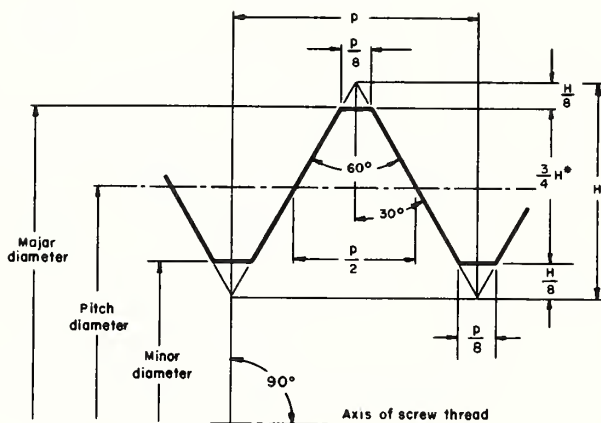 p
p/8
H/8
60°
3/4 H*
H
30°
p/2
Majar
diameter
Pitch
diameter
Minor
diameter
H/8
p/8
90°
Axis of screw thread